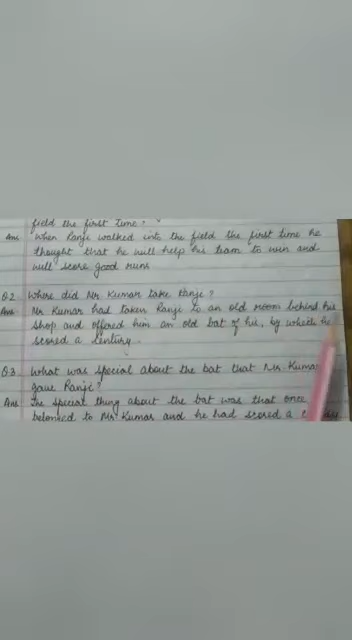 field the first time?
Ans When Ranji walked into the field the first time he
thought that he will help his team to win and
will score good runs
Q.2 Where did Mr Kumar take Ranji?
Ans: Mr Kumar had taken Ranji to an old room behind his
shop and offered him an old bat of his, by which he
scored a century.
Q.3 What was special about the bat that Mr. Kumar
gave Ranji?
Ans The special thing about the bat was that once
belonged to Mr Kumar and he had scored a